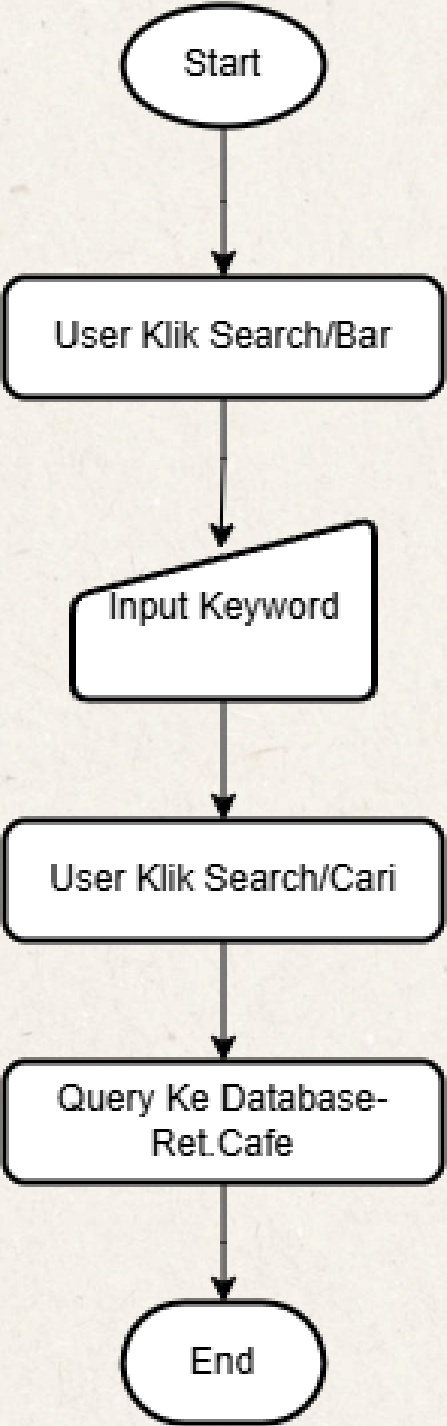 Start
User Klik Search/Bar
Input Keyword
User Klik Search/Cari
Query Ke Database-
Ret.Cafe
End